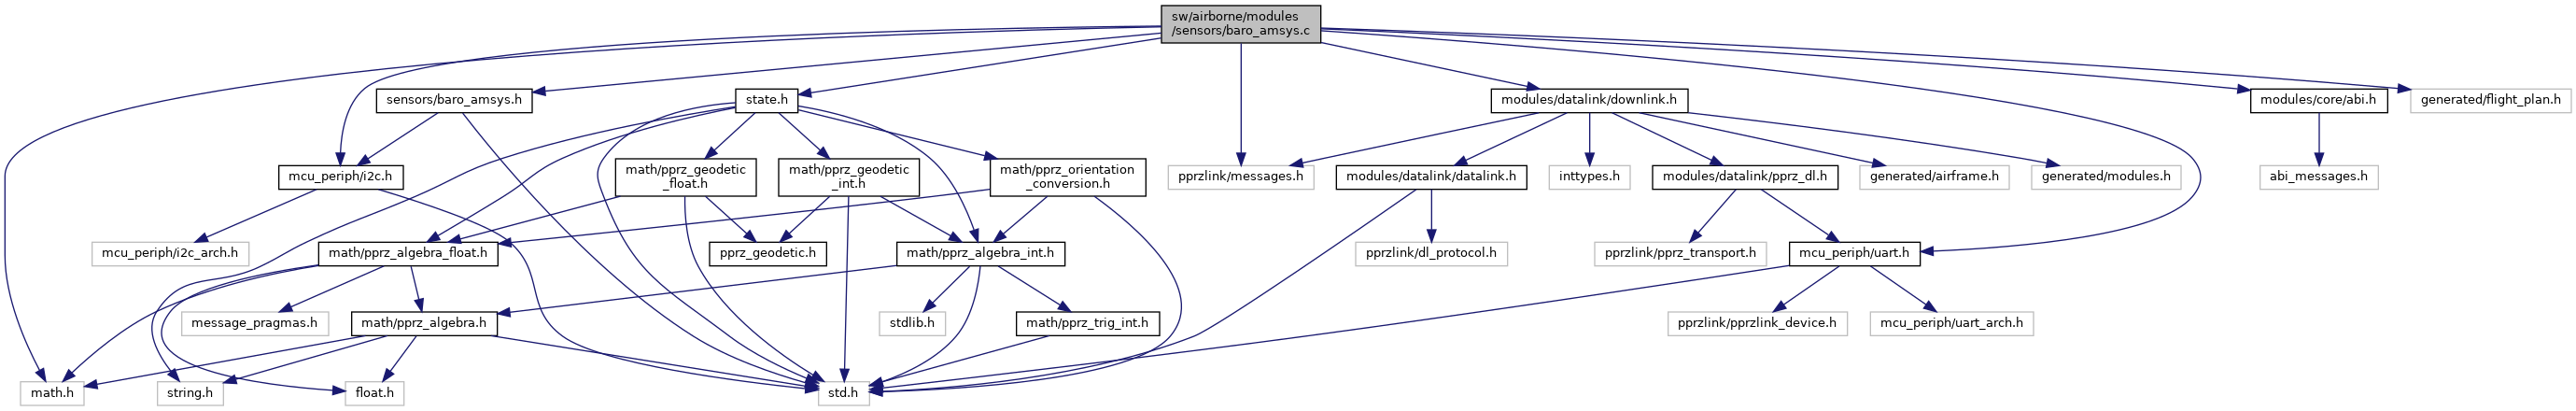 sw/airborne/modules
/sensors/baro_amsys.c
sensors/baro_amsys.h
state.h
modules/datalink/downlink.h
modules/core/abi.h
generated/flight_plan.h
mcu_periph/i2c.h
math/pprz_geodetic
_float.h
math/pprz_geodetic
_int.h
math/pprz_orientation
_conversion.h
pprzlink/messages.h
modules/datalink/datalink.h
inttypes.h
modules/datalink/pprz_dl.h
generated/airframe.h
generated/modules.h
abi_messages.h
mcu_periph/i2c_arch.h
math/pprz_algebra_float.h
pprz_geodetic.h
math/pprz_algebra_int.h
pprzlink/dl_protocol.h
pprzlink/pprz_transport.h
mcu_periph/uart.h
message_pragmas.h
math/pprz_algebra.h
stdlib.h
math/pprz_trig_int.h
pprzlink/pprzlink_device.h
mcu_periph/uart_arch.h
math.h
string.h
float.h
std.h